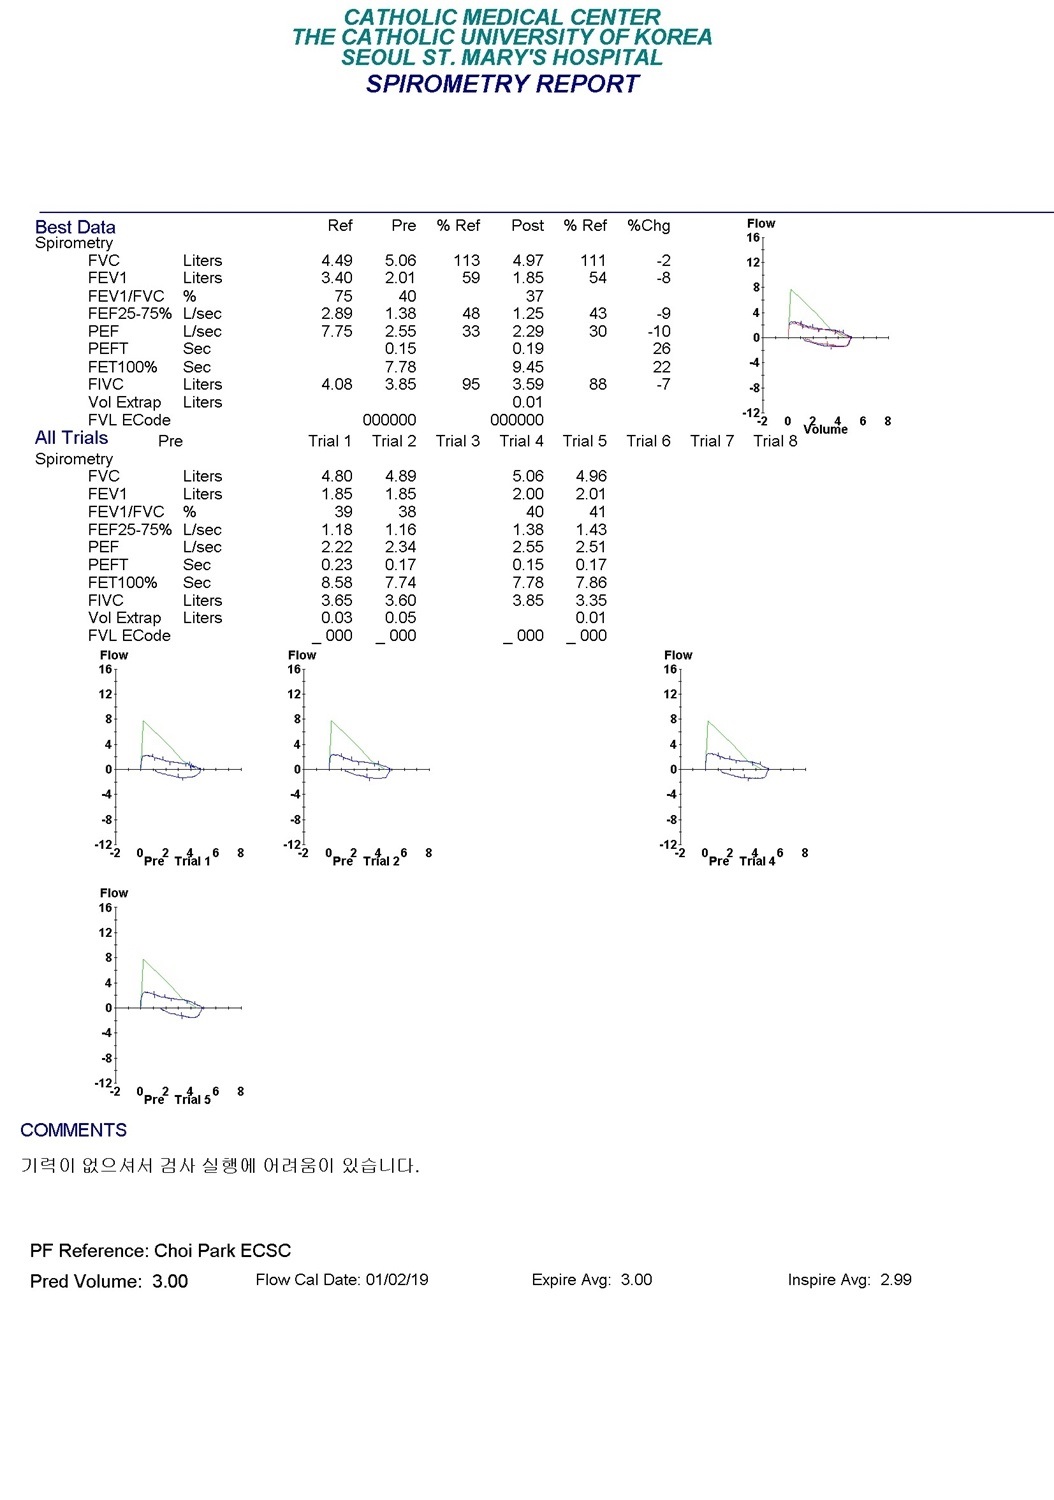 CATHOLIC MEDICAL CENTER
THE CATHOLIC UNIVERSITY OF KOREA
SEOUL ST. MARY'S HOSPITAL
SPIROMETRY REPORT
Best Data Ref Pre % Ref Post % Ref %Chg
Spirometry
FVC Liters 4.49 5.06 113 4.97 111 -2
FEV1 Liters 3.40 2.01 59 1.85 54 -8
FEV1/FVC % 75 40 37
FEF25-75% L/sec 2.89 1.38 48 1.25 43 -9
PEF L/sec 7.75 2.55 33 2.29 30 -10
PEFT Sec 0.15 0.19 26
FET100% Sec 7.78 9.45 22
FIVC Liters 4.08 3.85 95 3.59 88 -7
Vol Extrap Liters 0.01
FVL ECode 000000 000000
Flow
16
12
8
4
0
-4
-8
-12
-2 0 2 4 6 8
Volume
All Trials Pre Trial 1 Trial 2 Trial 3 Trial 4 Trial 5 Trial 6 Trial 7 Trial 8
Spirometry
FVC Liters 4.80 4.89 5.06 4.96
FEV1 Liters 1.85 1.85 2.00 2.01
FEV1/FVC % 39 38 40 41
FEF25-75% L/sec 1.18 1.16 1.38 1.43
PEF L/sec 2.22 2.34 2.55 2.51
PEFT Sec 0.23 0.17 0.15 0.17
FET100% Sec 8.58 7.74 7.78 7.86
FIVC Liters 3.65 3.60 3.85 3.35
Vol Extrap Liters 0.03 0.05 0.01
FVL ECode _ 000 _ 000 _ 000 _ 000
Flow
16
12
8
4
0
-4
-8
-12
-2 0 2 4 6 8
Pre Trial 1
Flow
16
12
8
4
0
-4
-8
-12
-2 0 2 4 6 8
Pre Trial 2
Flow
16
12
8
4
0
-4
-8
-12
-2 0 2 4 6 8
Pre Trial 4
Flow
16
12
8
4
0
-4
-8
-12
-2 0 2 4 6 8
Pre Trial 5
COMMENTS
기력이 없으셔서 검사 실행에 어려움이 있습니다.
PF Reference: Choi Park ECSC
Pred Volume: 3.00 Flow Cal Date: 01/02/19 Expire Avg: 3.00 Inspire Avg: 2.99